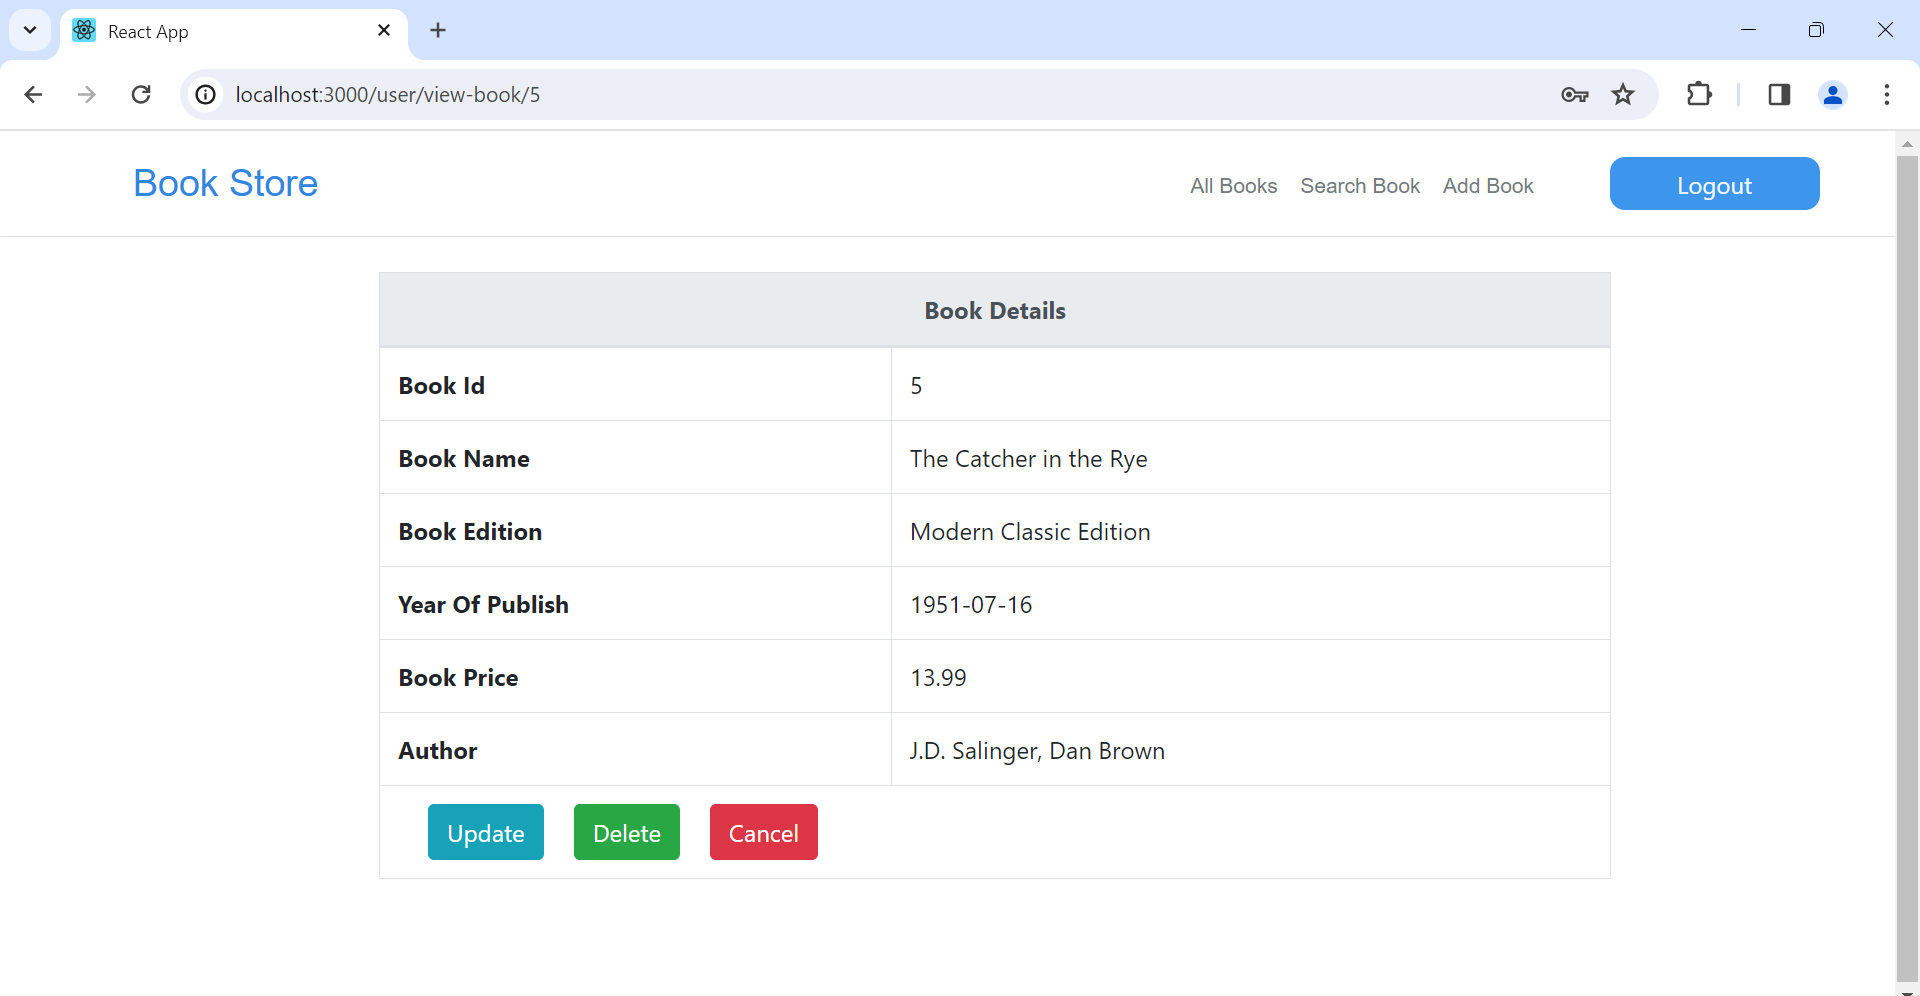 React App
localhost:3000/user/view-book/5
Book Store
All Books Search Book Add Book Logout
Book Details
Book Id 5
Book Name The Catcher in the Rye
Book Edition Modern Classic Edition
Year Of Publish 1951-07-16
Book Price 13.99
Author J.D. Salinger, Dan Brown
Update Delete Cancel